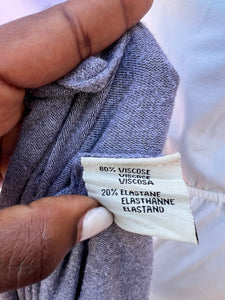 80% VISCOSE
VISCOSE
VISCOSA
20% ELASTANE
ELASTHANNE
ELASTAND